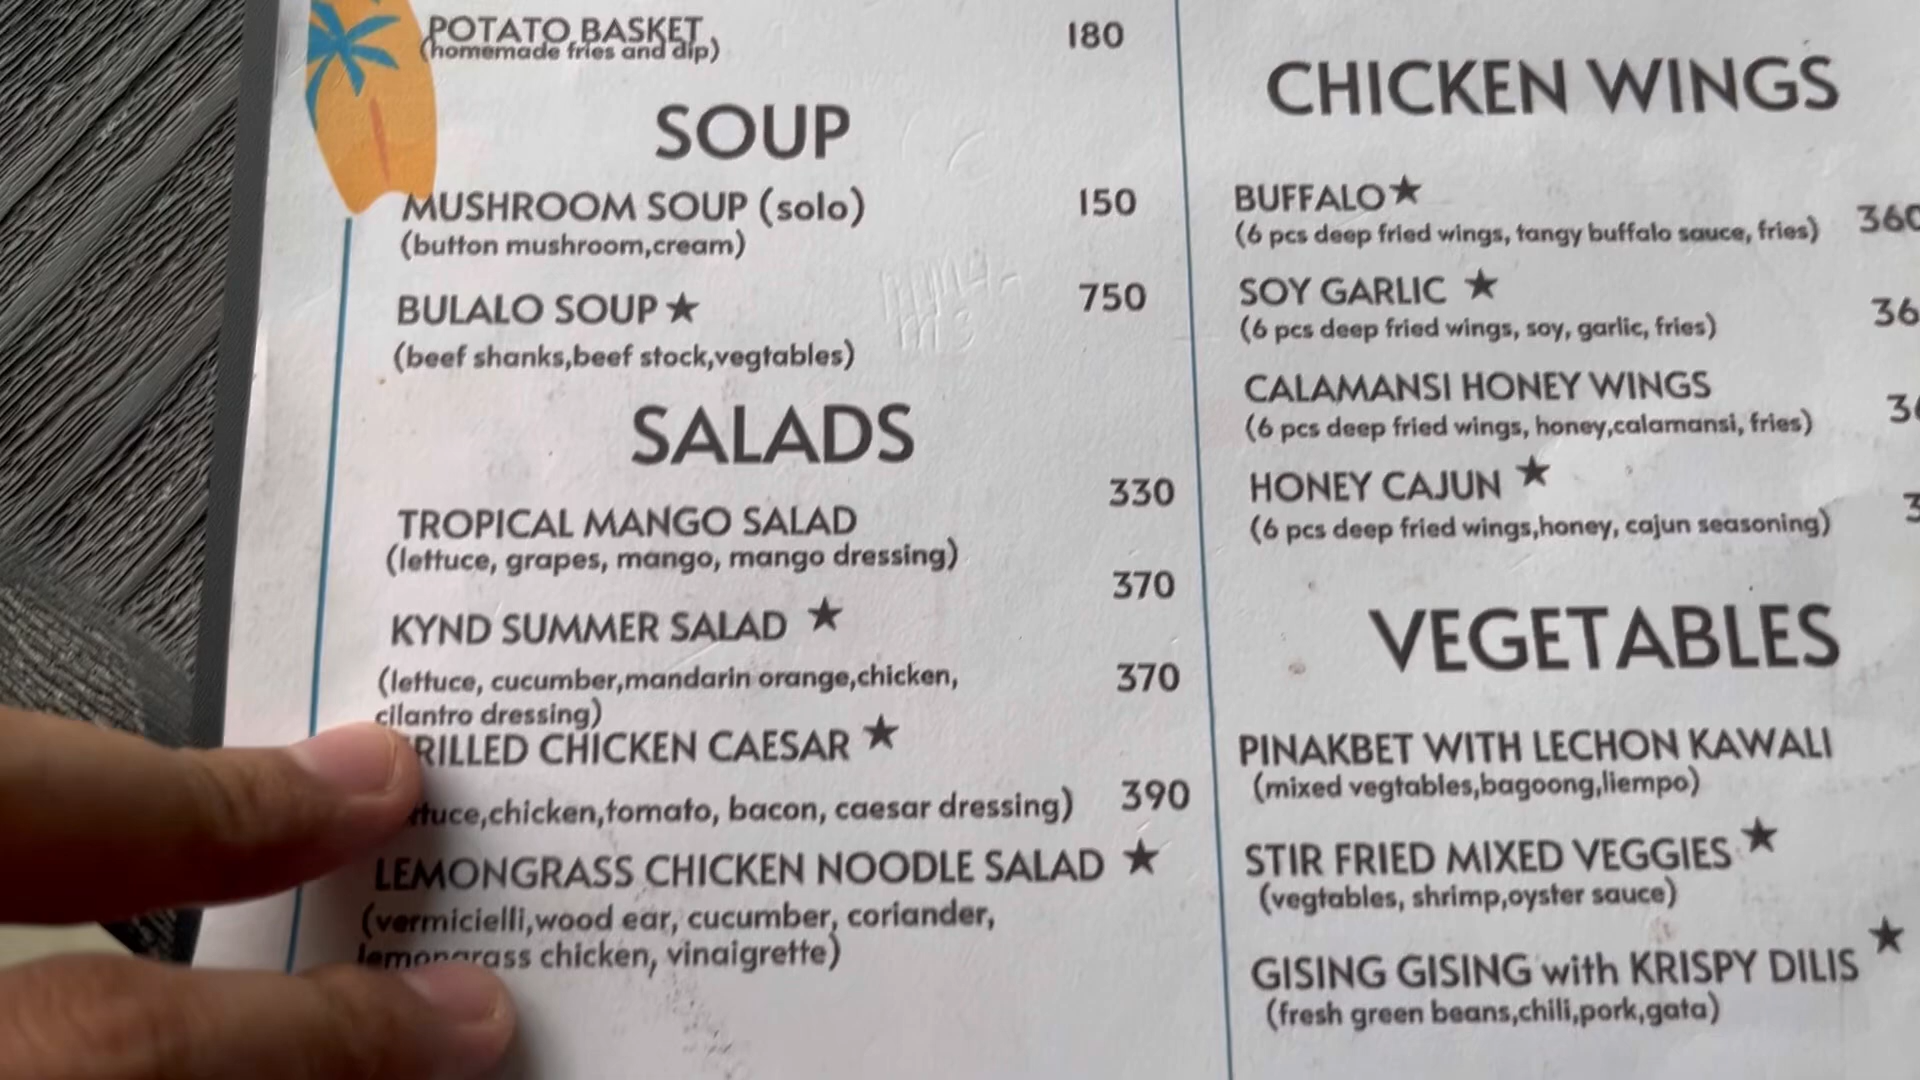 POTATO BASKET 180
(homemade fries and dip)
SOUP
MUSHROOM SOUP (solo) 150
(button mushroom,cream)
BULALO SOUP★ 750
(beef shanks,beef stock,vegtables)
SALADS
TROPICAL MANGO SALAD 330
(lettuce, grapes, mango, mango dressing)
KYND SUMMER SALAD ★ 370
(lettuce, cucumber,mandarin orange,chicken,
cilantro dressing)
RILLED CHICKEN CAESAR ★ 370
tuce,chicken,tomato, bacon, caesar dressing)
LEMONGRASS CHICKEN NOODLE SALAD ★ 390
(vermicielli,wood ear, cucumber, coriander,
lemongrass chicken, vinaigrette)
CHICKEN WINGS
BUFFALO★ 360
(6 pcs deep fried wings, tangy buffalo sauce, fries)
SOY GARLIC ★ 36
(6 pcs deep fried wings, soy, garlic, fries)
CALAMANSI HONEY WINGS
(6 pcs deep fried wings, honey,calamansi, fries)
HONEY CAJUN ★
(6 pcs deep fried wings,honey, cajun seasoning)
VEGETABLES
PINAKBET WITH LECHON KAWALI
(mixed vegtables,bagoong,liempo)
STIR FRIED MIXED VEGGIES ★
(vegtables, shrimp,oyster sauce)
GISING GISING with KRISPY DILIS ★
(fresh green beans,chili,pork,gata)